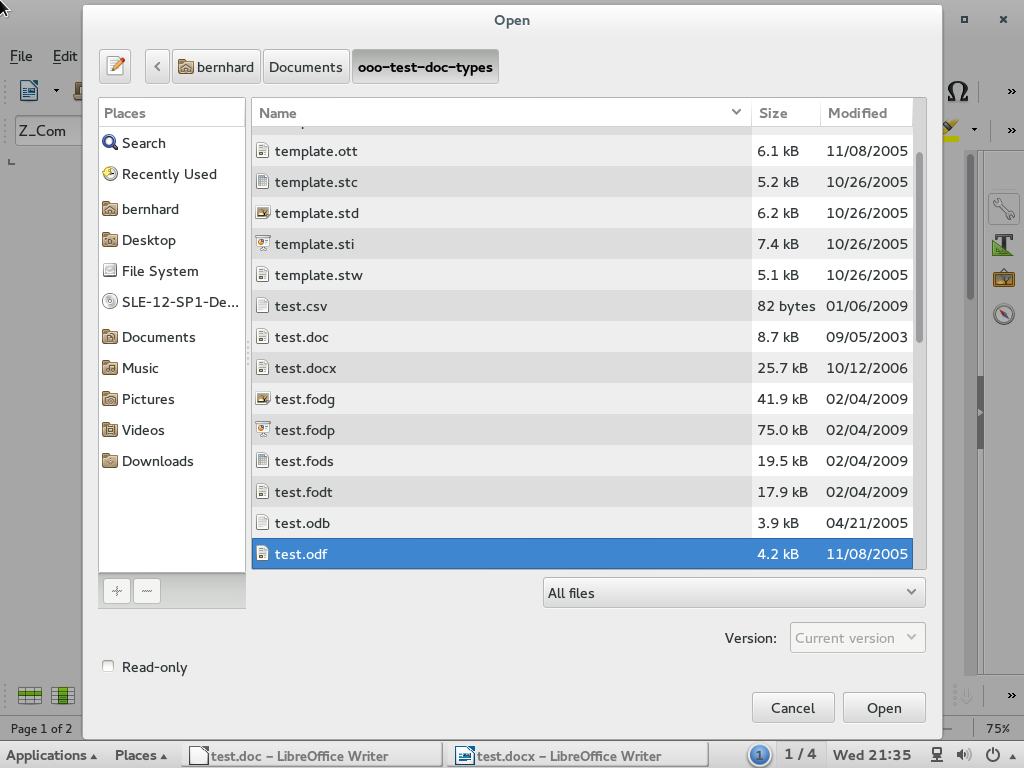 Open
File Edit
bernhard Documents ooo-test-doc-types
Places
Name Size Modified
Z_Com
Search
Recently Used
bernhard
Desktop
File System
SLE-12-SP1-De...
Documents
Music
Pictures
Videos
Downloads
template.ott 6.1 kB 11/08/2005
template.stc 5.2 kB 10/26/2005
template.std 6.2 kB 10/26/2005
template.sti 7.4 kB 10/26/2005
template.stw 5.1 kB 10/26/2005
test.csv 82 bytes 01/06/2009
test.doc 8.7 kB 09/05/2003
test.docx 25.7 kB 10/12/2006
test.fodg 41.9 kB 02/04/2009
test.fodp 75.0 kB 02/04/2009
test.fods 19.5 kB 02/04/2009
test.fodt 17.9 kB 02/04/2009
test.odb 3.9 kB 04/21/2005
test.odf 4.2 kB 11/08/2005
All files
Version: Current version
Read-only
Cancel Open
Page 1 of 2 75%
Applications Places test.doc – LibreOffice Writer test.docx – LibreOffice Writer 1 1 / 4 Wed 21:35